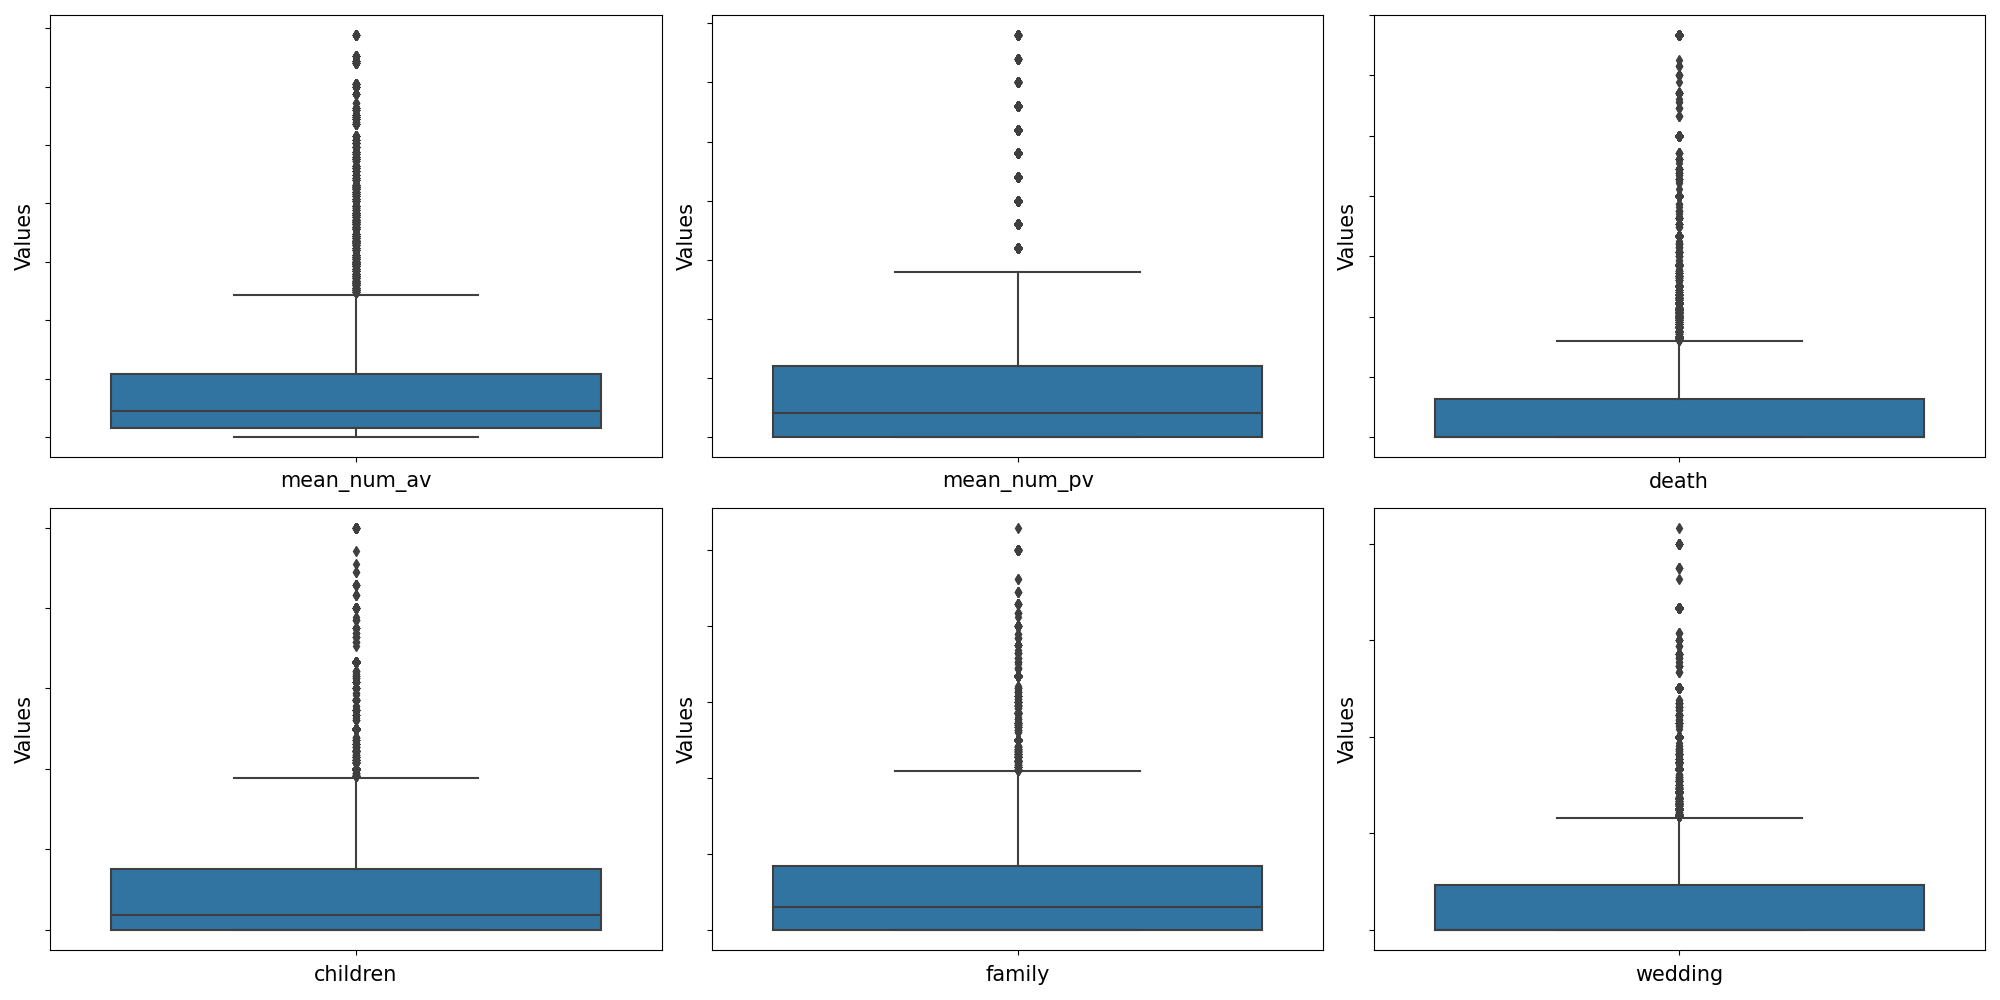 Values
mean_num_av
Values
mean_num_pv
Values
death
Values
children
Values
family
Values
wedding